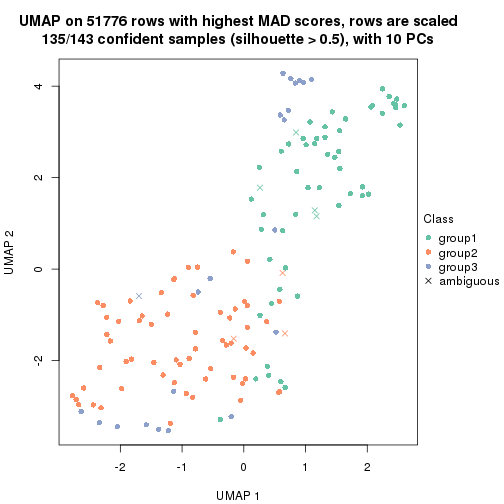 UMAP on 51776 rows with highest MAD scores, rows are scaled
135/143 confident samples (silhouette > 0.5), with 10 PCs
4
2
0
-2
UMAP 2
-2
-1
0
1
2
UMAP 1
Class
group1
group2
group3
ambiguous